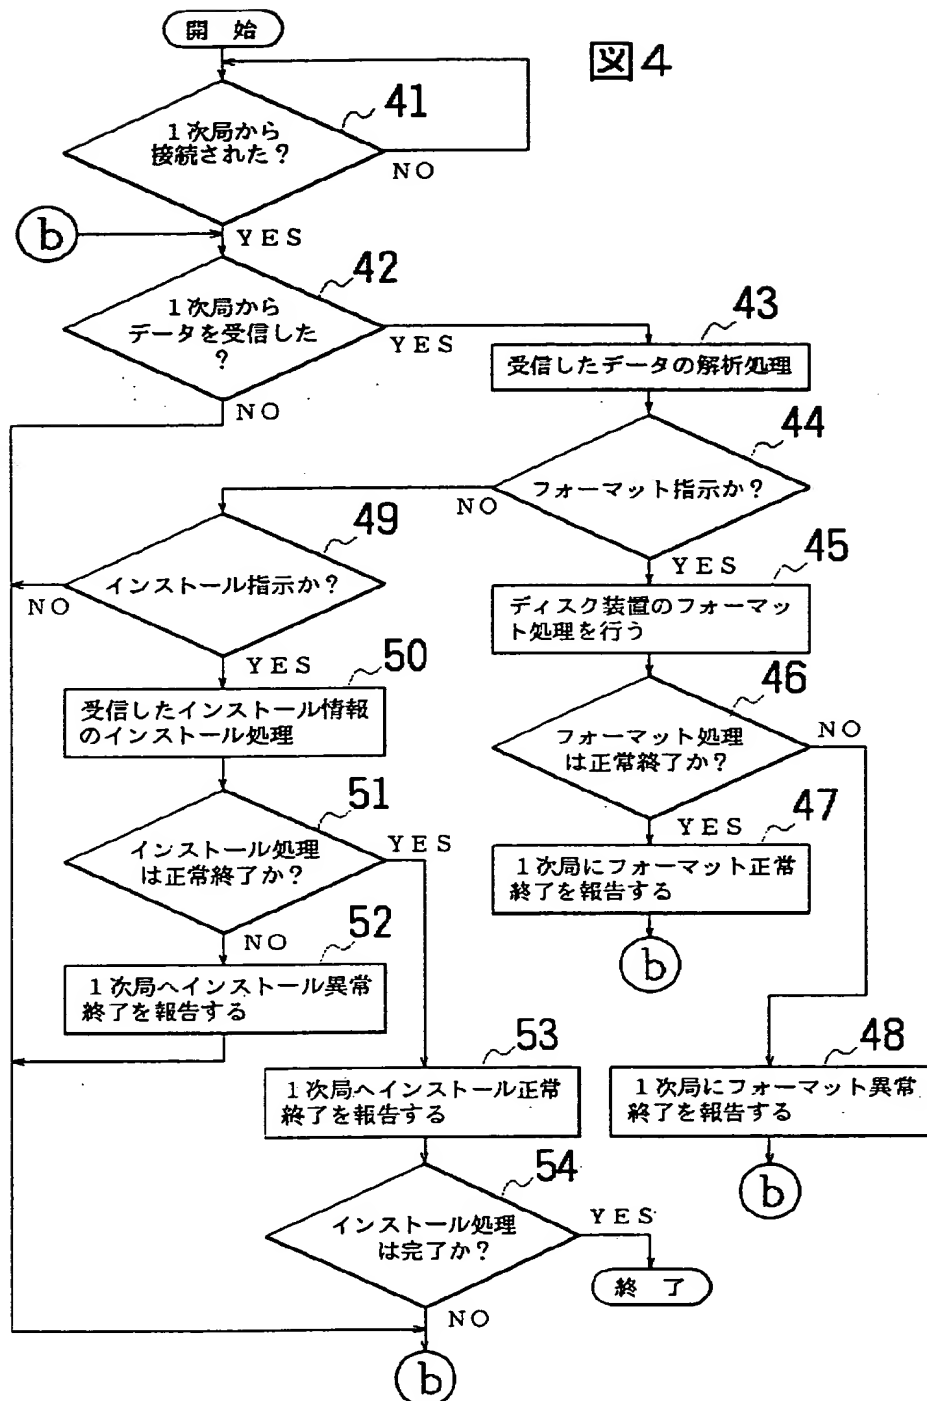 開 始
図4
41
1次局から
接続された?
NO
b
YES
42
1次局から
データを受信した
?
YES
NO
43
受信したデータの解析処理
44
フォーマット指示か?
NO
YES
49
インストール指示か?
NO
YES
45
ディスク装置のフォーマッ
ト処理を行う
50
受信したインストール情報
のインストール処理
46
フォーマット処理
は正常終了か?
NO
YES
51
インストール処理
は正常終了か?
YES
NO
47
1次局にフォーマット正常
終了を報告する
b
52
1次局へインストール異常
終了を報告する
53
1次局へインストール正常
終了を報告する
48
1次局にフォーマット異常
終了を報告する
b
54
インストール処理
は完了か?
YES
終 了
NO
b